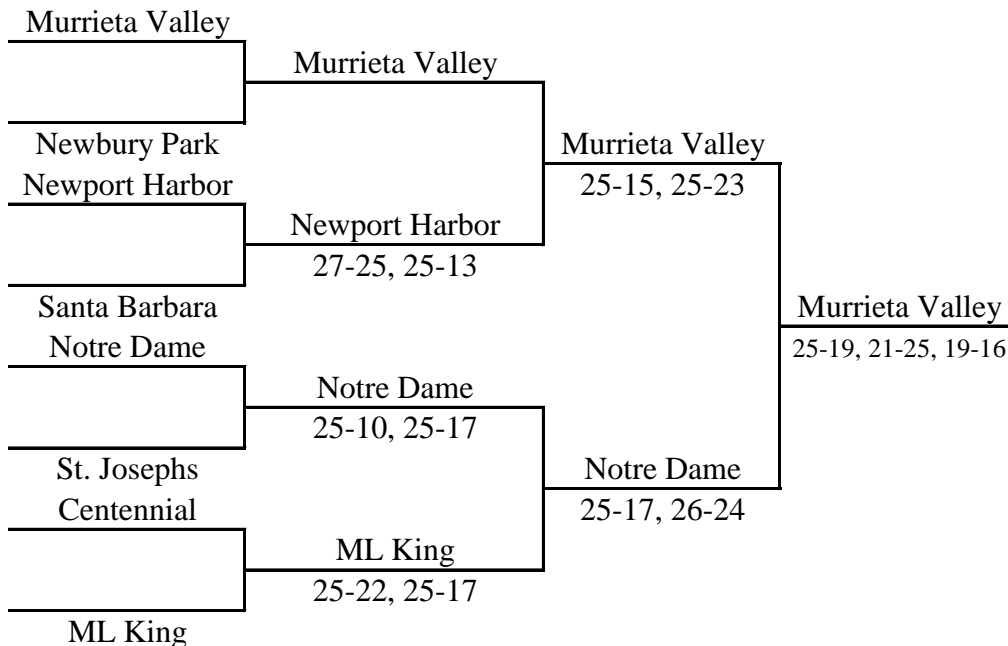 Murrieta Valley
Murrieta Valley
Newbury Park
Murrieta Valley
Newport Harbor
25-15, 25-23
Newport Harbor
27-25, 25-13
Santa Barbara
Murrieta Valley
Notre Dame
25-19, 21-25, 19-16
Notre Dame
25-10, 25-17
St. Josephs
Notre Dame
Centennial
25-17, 26-24
ML King
25-22, 25-17
ML King